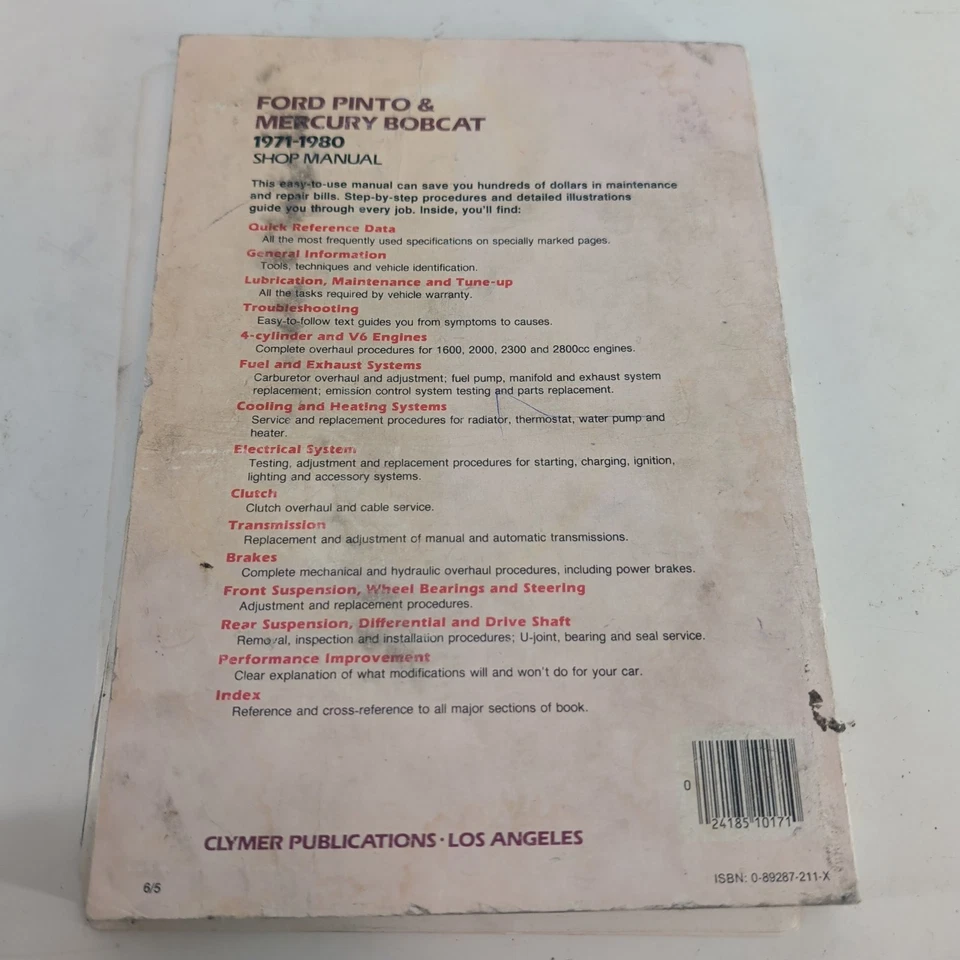 FORD PINTO &
MERCURY BOBCAT
1971-1980
SHOP MANUAL
This easy-to-use manual can save you hundreds of dollars in maintenance
and repair bills. Step-by-step procedures and detailed illustrations
guide you through every job. Inside, you'll find:
Quick Reference Data
All the most frequently used specifications on specially marked pages.
General Information
Tools, techniques and vehicle identification.
Lubrication, Maintenance and Tune-up
All the tasks required by vehicle warranty.
Troubleshooting
Easy-to-follow text guides you from symptoms to causes.
4-cylinder and V6 Engines
Complete overhaul procedures for 1600, 2000, 2300 and 2800cc engines.
Fuel and Exhaust Systems
Carburetor overhaul and adjustment; fuel pump, manifold and exhaust system
replacement; emission control system testing and parts replacement.
Cooling and Heating Systems
Service and replacement procedures for radiator, thermostat, water pump and
heater.
Electrical System
Testing, adjustment and replacement procedures for starting, charging, ignition,
lighting and accessory systems.
Clutch
Clutch overhaul and cable service.
Transmission
Replacement and adjustment of manual and automatic transmissions.
Brakes
Complete mechanical and hydraulic overhaul procedures, including power brakes.
Front Suspension, Wheel Bearings and Steering
Adjustment and replacement procedures.
Rear Suspension, Differential and Drive Shaft
Removal, inspection and installation procedures; U-joint, bearing and seal service.
Performance Improvement
Clear explanation of what modifications will and won't do for your car.
Index
Reference and cross-reference to all major sections of book.
0 24185 10171
CLYMER PUBLICATIONS · LOS ANGELES
6/5
ISBN: 0-89287-211-X